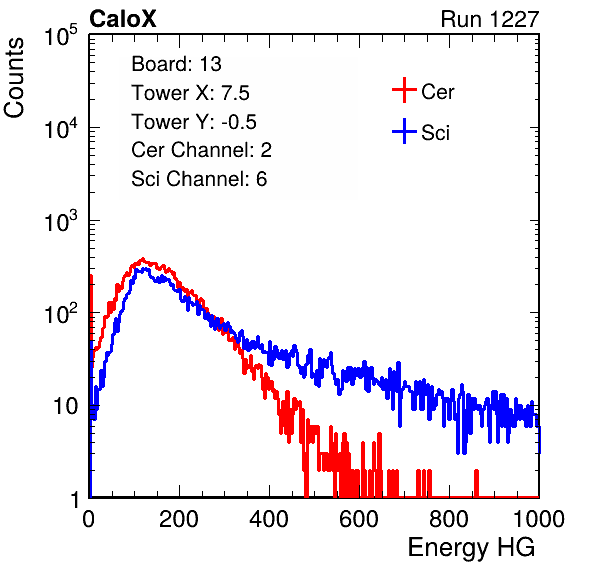 CaloX Run 1227
Counts
10^5
10^4
10^3
10^2
10
1
Board: 13
Tower X: 7.5
Tower Y: -0.5
Cer Channel: 2
Sci Channel: 6
Cer
Sci
0 200 400 600 800 1000
Energy HG